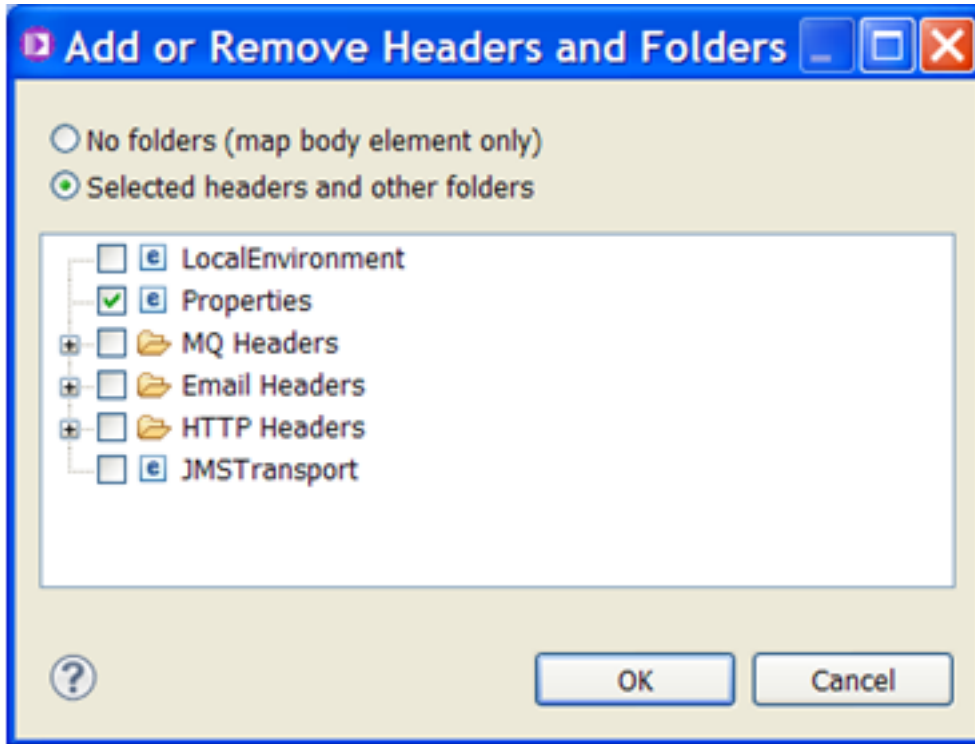 Add or Remove Headers and Folders
No folders (map body element only)
Selected headers and other folders
e LocalEnvironment
e Properties
MQ Headers
Email Headers
HTTP Headers
e JMSTransport
? OK Cancel